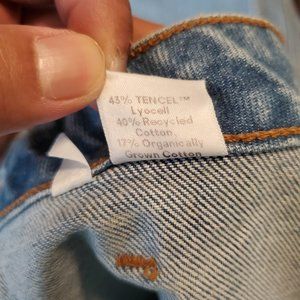 43% TENCEL™
Lyocell
40% Recycled
Cotton
17% Organically
Grown Cotton